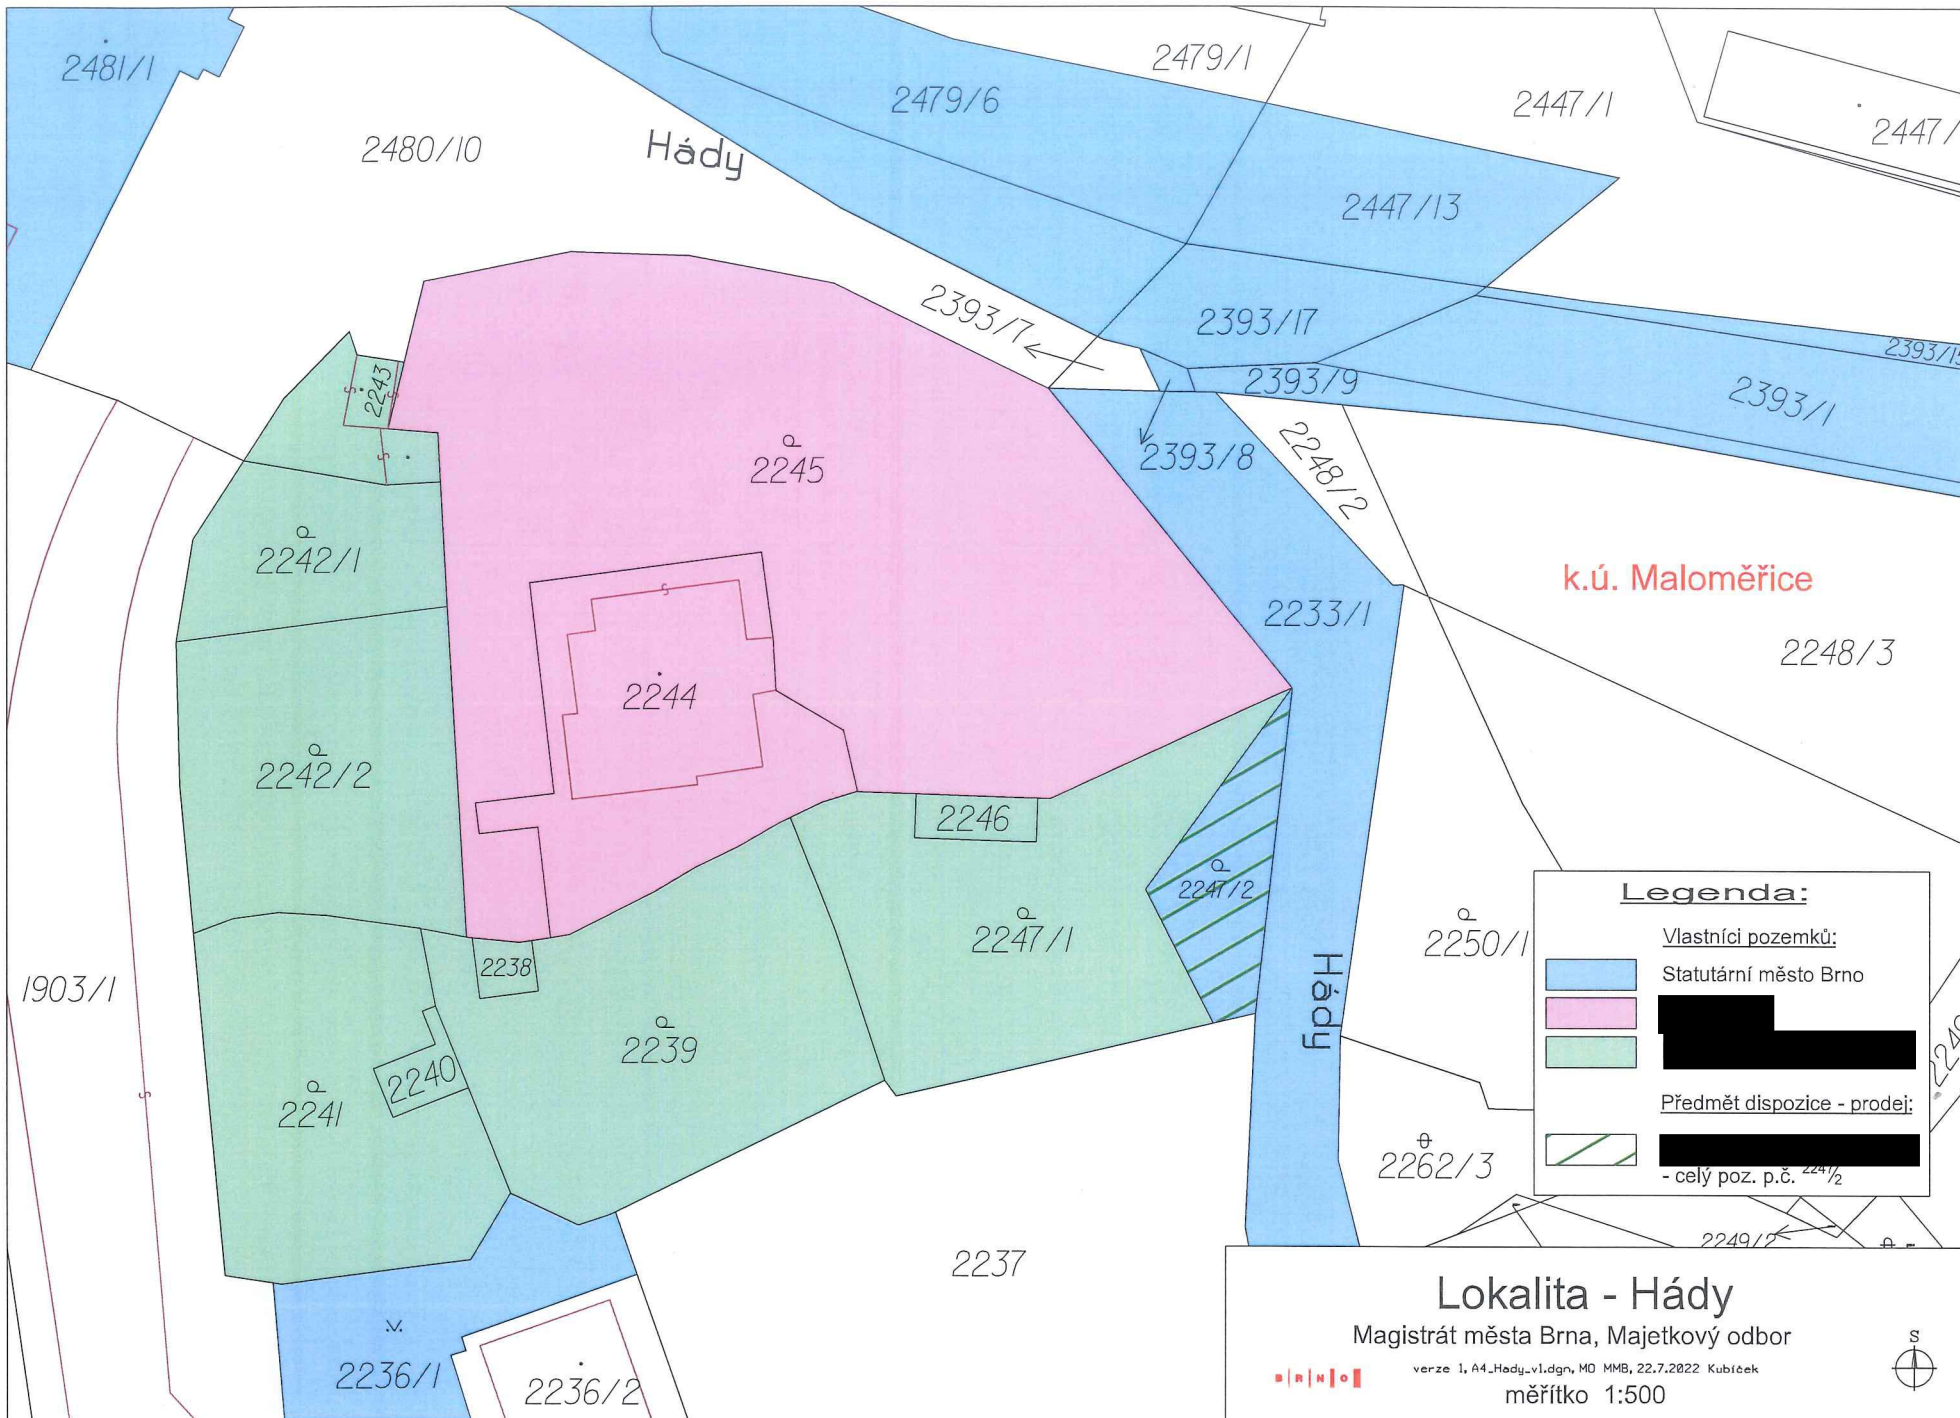 2481/1
2479/1
2479/6
2447/1
2447/
2480/10
Hády
2447/13
2393/7
2393/17
2393/15
2243
2393/9
2393/1
2245
2393/8
2248/2
2242/1
k.ú. Maloměřice
2233/1
2248/3
2244
2242/2
2246
2247/2
2247/1
2250/1
2238
1903/1
Hády
2239
2240
2241
2262/3
2249/2
2237
2236/1
2236/2
Legenda:
Vlastníci pozemků:
Statutární město Brno
Předmět dispozice - prodej:
- celý poz. p.č. 2247/2
Lokalita - Hády
Magistrát města Brna, Majetkový odbor
verze 1, A4_Hady_v1.dgn, MO MMB, 22.7.2022 Kubíček
měřítko 1:500
B R N O
S